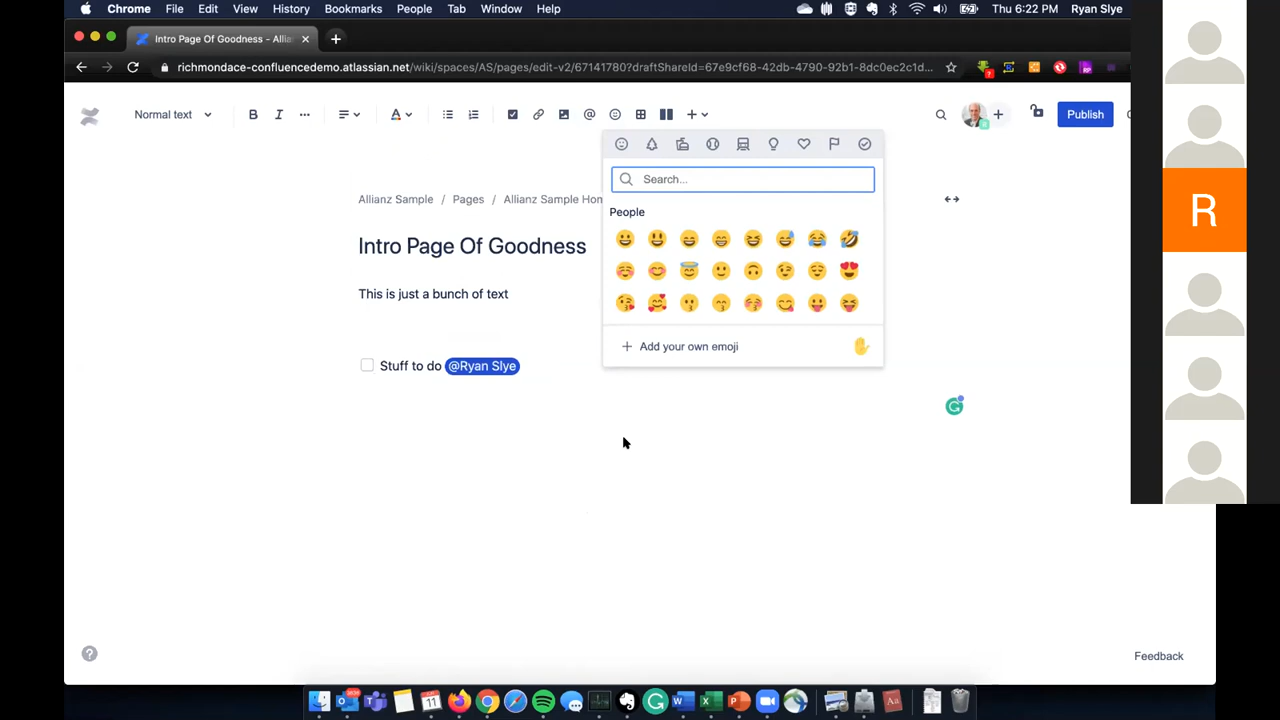 Chrome File Edit View History Bookmarks People Tab Window Help Thu 6:22 PM Ryan Slye
Intro Page Of Goodness - Allia
richmondace-confluencedemo.atlassian.net/wiki/spaces/AS/pages/edit-v2/67141780?draftShareId=67e9cf68-42db-4790-92b1-8dc0ec2c1d...
Normal text B I Publish
Search...
Allianz Sample / Pages / Allianz Sample Hom
People
Intro Page Of Goodness
This is just a bunch of text
Add your own emoji
Stuff to do @Ryan Slye
R
Feedback